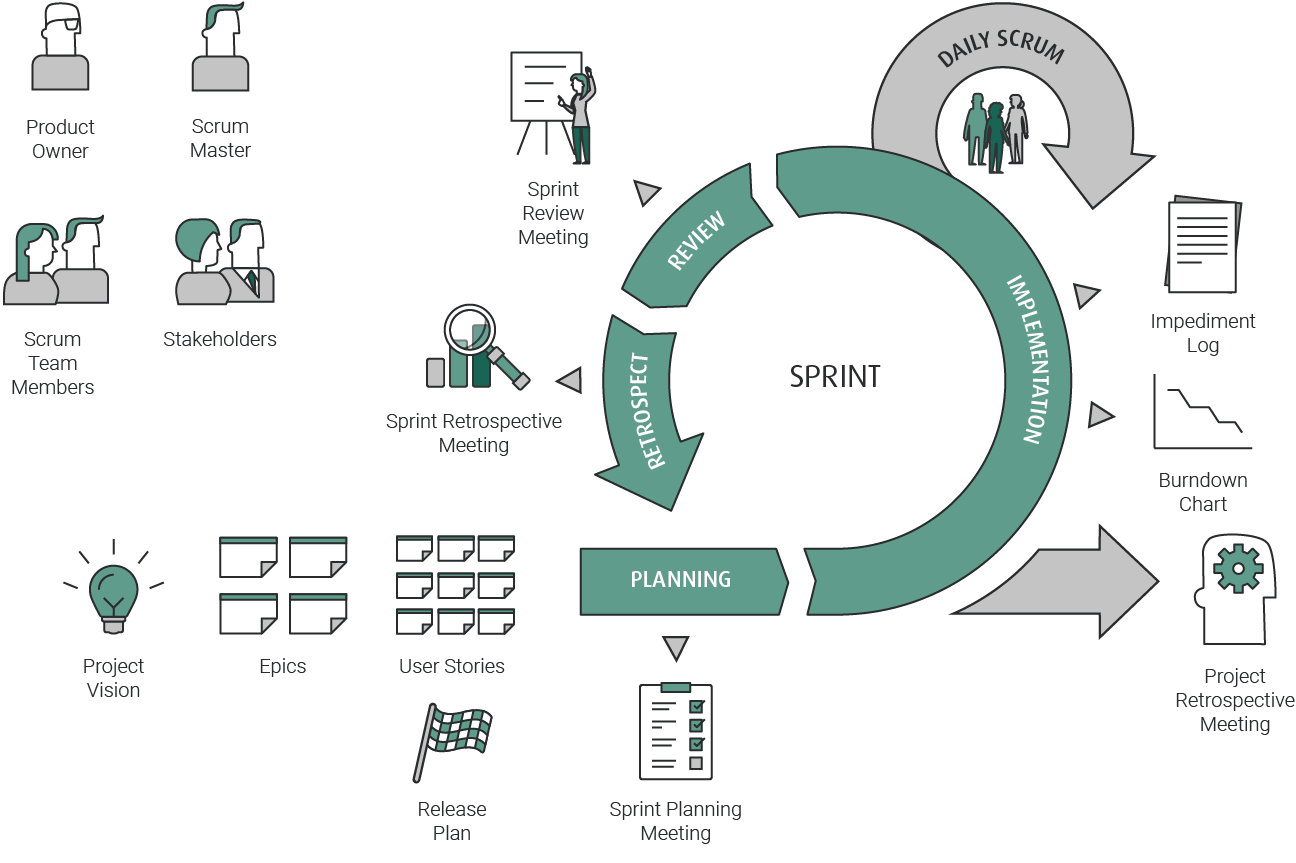 DAILY SCRUM
Product
Owner
Scrum
Master
Sprint
Review
Meeting
REVIEW
IMPLEMENTATION
Impediment
Log
Scrum
Team
Members
Stakeholders
Sprint Retrospective
Meeting
RETROSPECT
SPRINT
Burndown
Chart
PLANNING
Project
Vision
Epics
User Stories
Project
Retrospective
Meeting
Release
Plan
Sprint Planning
Meeting